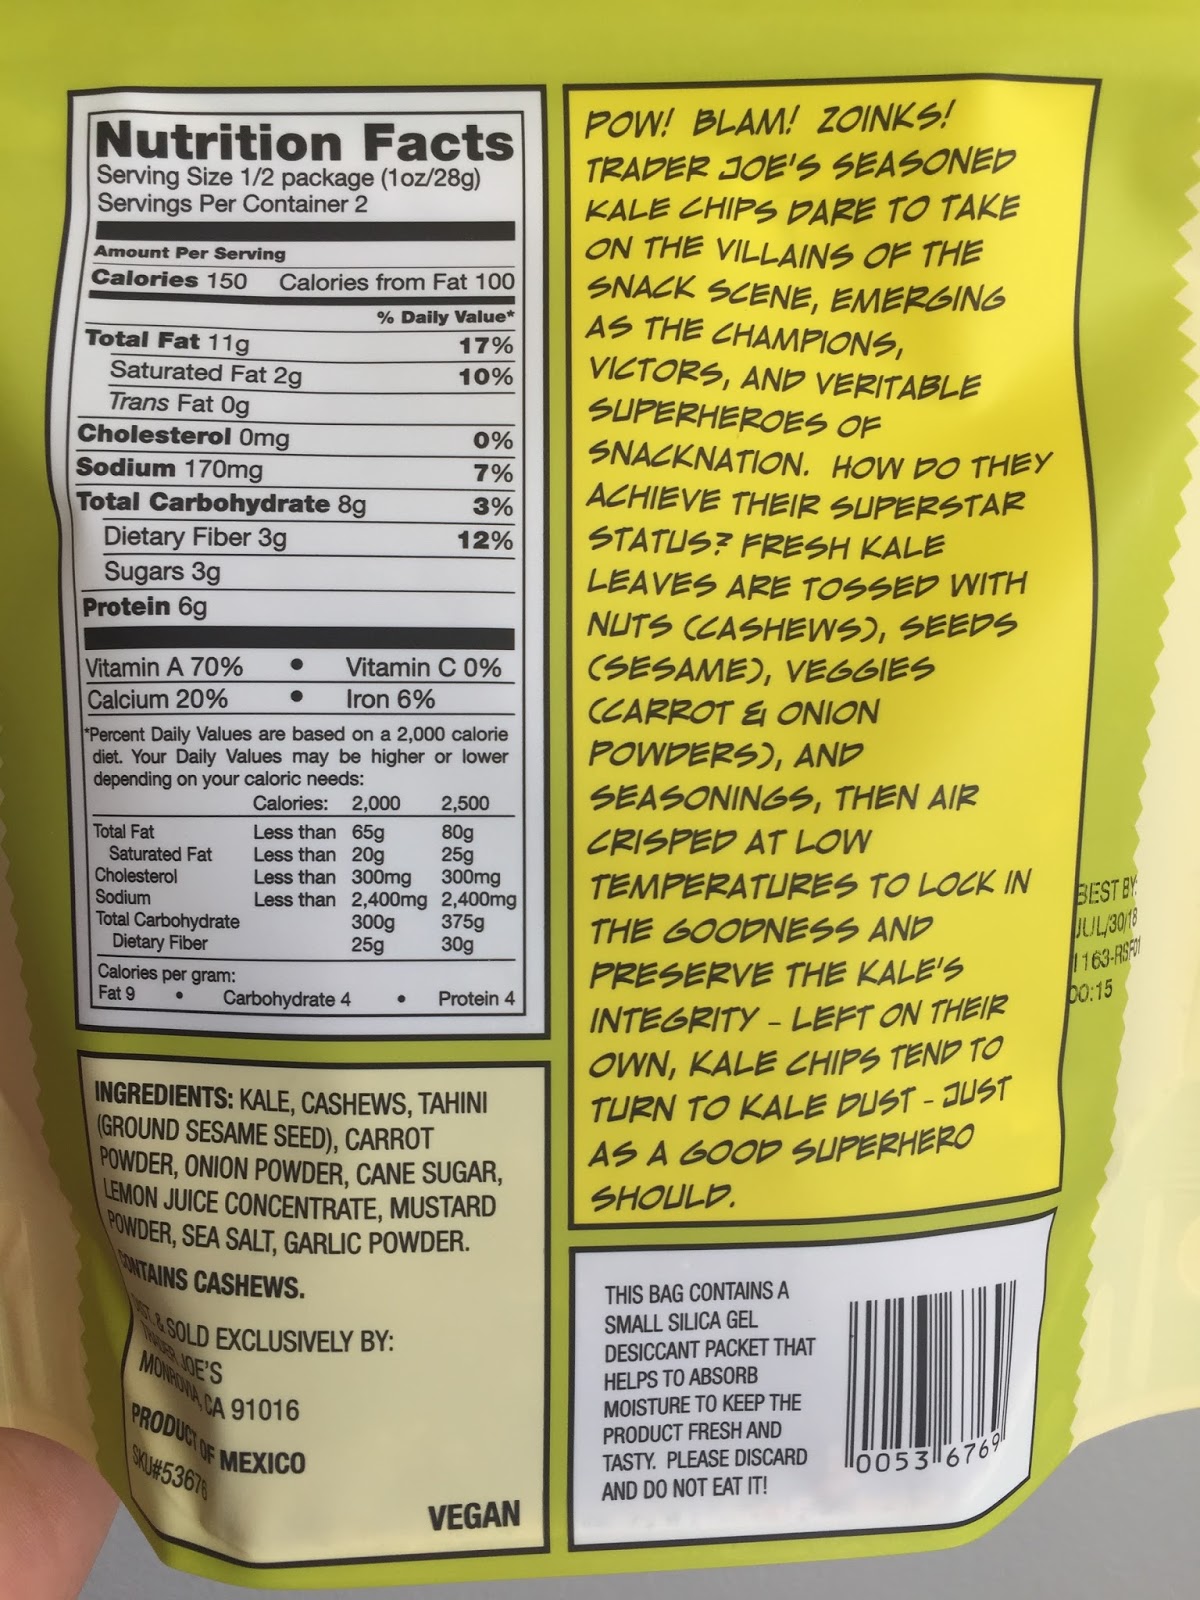 Nutrition Facts
Serving Size 1/2 package (1oz/28g)
Servings Per Container 2
Amount Per Serving
Calories 150 Calories from Fat 100
% Daily Value*
Total Fat 11g 17%
Saturated Fat 2g 10%
Trans Fat 0g
Cholesterol 0mg 0%
Sodium 170mg 7%
Total Carbohydrate 8g 3%
Dietary Fiber 3g 12%
Sugars 3g
Protein 6g
Vitamin A 70% • Vitamin C 0%
Calcium 20% • Iron 6%
*Percent Daily Values are based on a 2,000 calorie
diet. Your Daily Values may be higher or lower
depending on your caloric needs:
Calories: 2,000 2,500
Total Fat Less than 65g 80g
Saturated Fat Less than 20g 25g
Cholesterol Less than 300mg 300mg
Sodium Less than 2,400mg 2,400mg
Total Carbohydrate 300g 375g
Dietary Fiber 25g 30g
Calories per gram:
Fat 9 • Carbohydrate 4 • Protein 4
INGREDIENTS: KALE, CASHEWS, TAHINI
(GROUND SESAME SEED), CARROT
POWDER, ONION POWDER, CANE SUGAR,
LEMON JUICE CONCENTRATE, MUSTARD
POWDER, SEA SALT, GARLIC POWDER.
CONTAINS CASHEWS.
DIST. & SOLD EXCLUSIVELY BY:
TRADER JOE'S
MONROVIA, CA 91016
PRODUCT OF MEXICO
SKU#53676
VEGAN
POW! BLAM! ZOINKS!
TRADER JOE'S SEASONED
KALE CHIPS DARE TO TAKE
ON THE VILLAINS OF THE
SNACK SCENE, EMERGING
AS THE CHAMPIONS,
VICTORS, AND VERITABLE
SUPERHEROES OF
SNACKNATION. HOW DO THEY
ACHIEVE THEIR SUPERSTAR
STATUS? FRESH KALE
LEAVES ARE TOSSED WITH
NUTS (CASHEWS), SEEDS
(SESAME), VEGGIES
(CARROT & ONION
POWDERS), AND
SEASONINGS, THEN AIR
CRISPED AT LOW
TEMPERATURES TO LOCK IN
THE GOODNESS AND
PRESERVE THE KALE'S
INTEGRITY - LEFT ON THEIR
OWN, KALE CHIPS TEND TO
TURN TO KALE DUST - JUST
AS A GOOD SUPERHERO
SHOULD.
BEST BY:
JUL/30/18
1163-RSF01
00:15
THIS BAG CONTAINS A
SMALL SILICA GEL
DESICCANT PACKET THAT
HELPS TO ABSORB
MOISTURE TO KEEP THE
PRODUCT FRESH AND
TASTY. PLEASE DISCARD
AND DO NOT EAT IT!
0053 6769